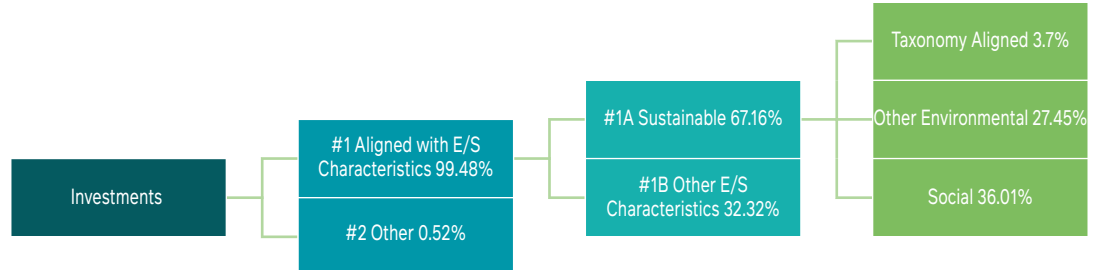 Investments
#1 Aligned with E/S
Characteristics 99.48%
#2 Other 0.52%
#1A Sustainable 67.16%
#1B Other E/S
Characteristics 32.32%
Taxonomy Aligned 3.7%
Other Environmental 27.45%
Social 36.01%